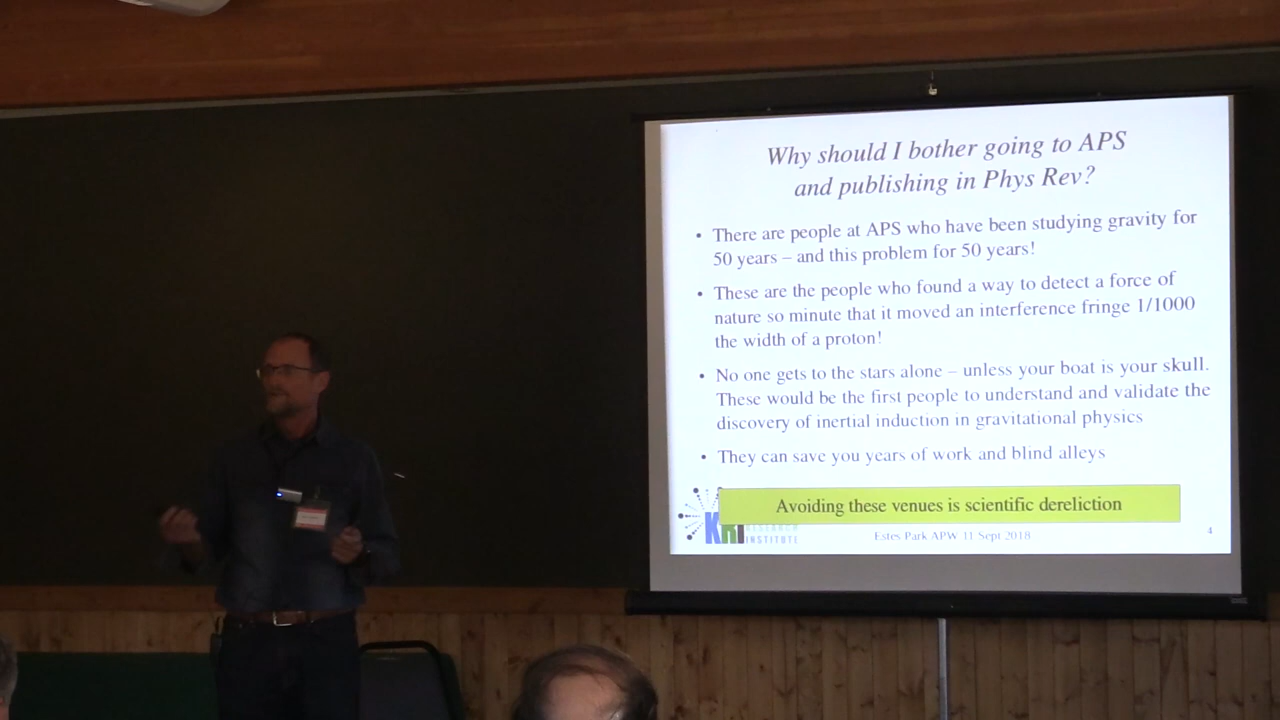 Why should I bother going to APS
and publishing in Phys Rev?
• There are people at APS who have been studying gravity for
50 years – and this problem for 50 years!
• These are the people who found a way to detect a force of
nature so minute that it moved an interference fringe 1/1000
the width of a proton!
• No one gets to the stars alone – unless your boat is your skull.
These would be the first people to understand and validate the
discovery of inertial induction in gravitational physics
• They can save you years of work and blind alleys
Avoiding these venues is scientific dereliction
RESEARCH
INSTITUTE
Estes Park APW 11 Sept 2018
4